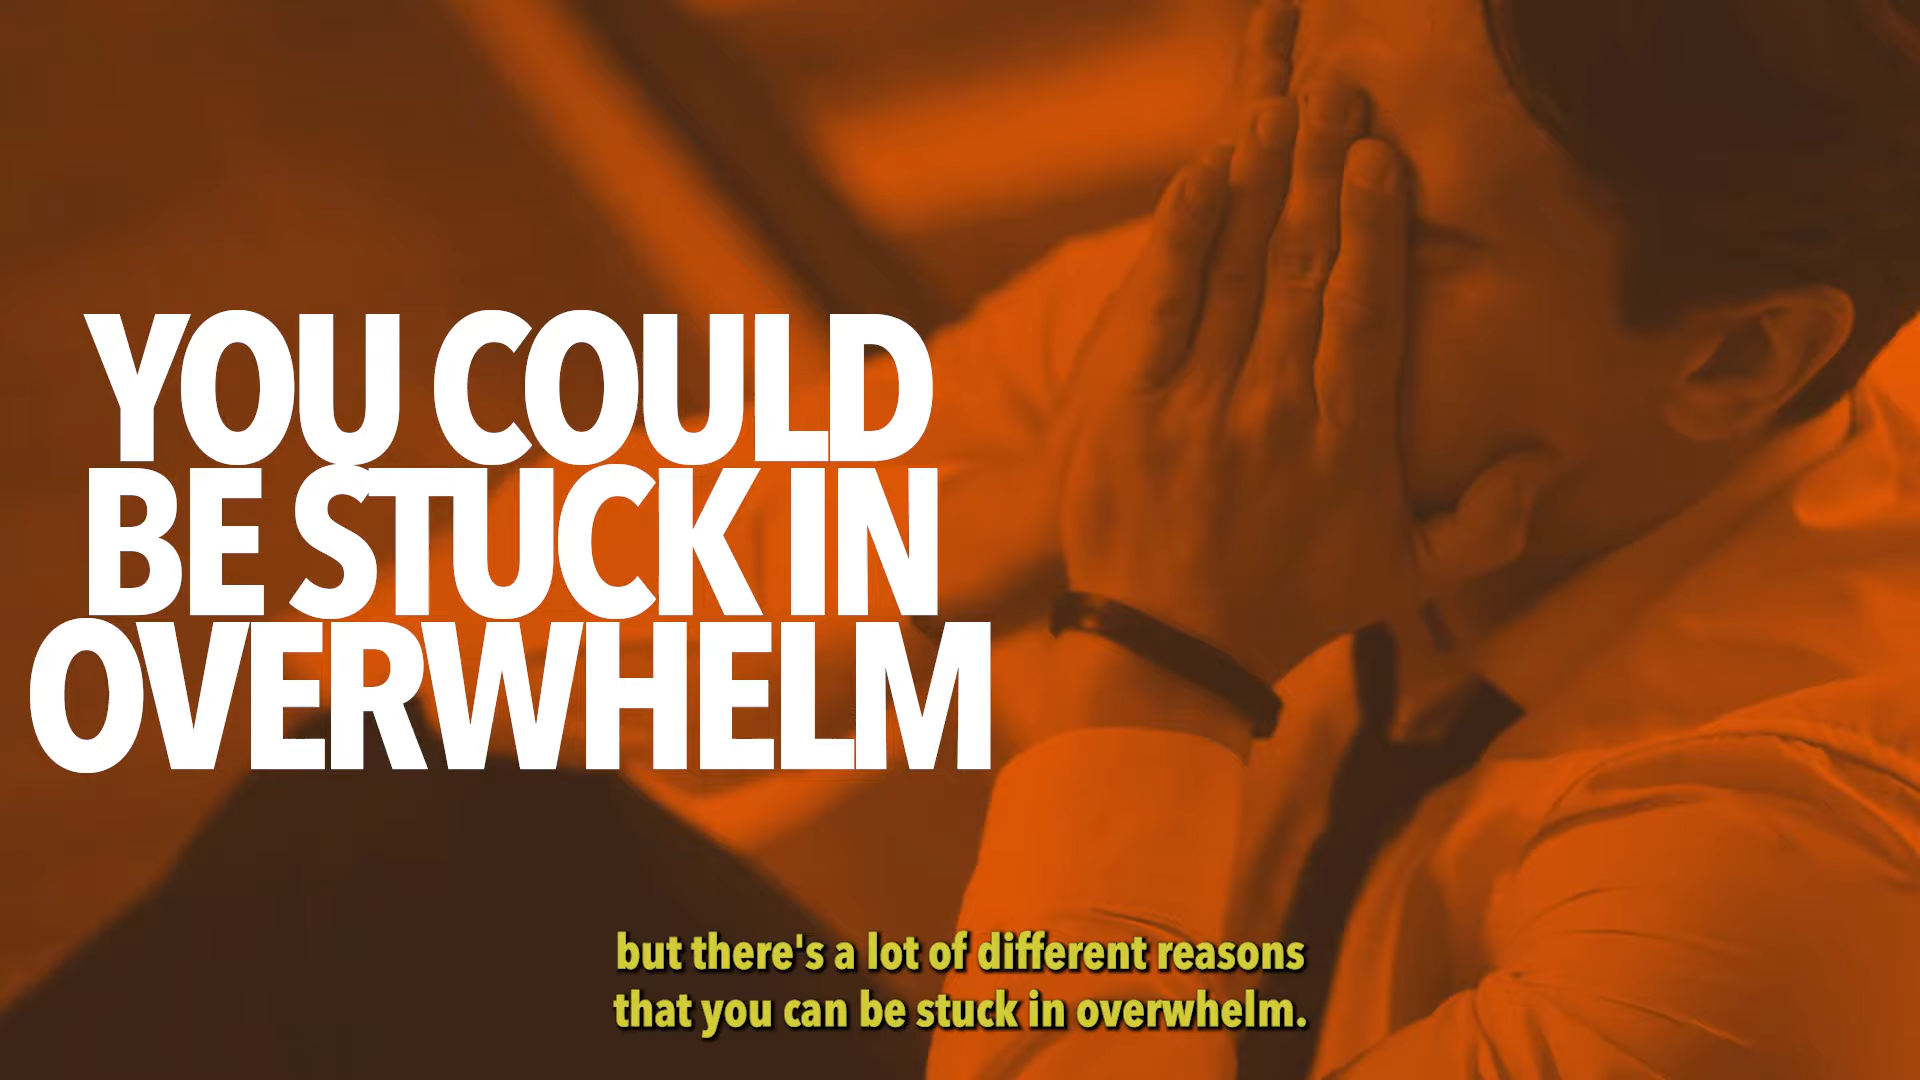 YOU COULD
BE STUCK IN
OVERWHELM
but there's a lot of different reasons
that you can be stuck in overwhelm.